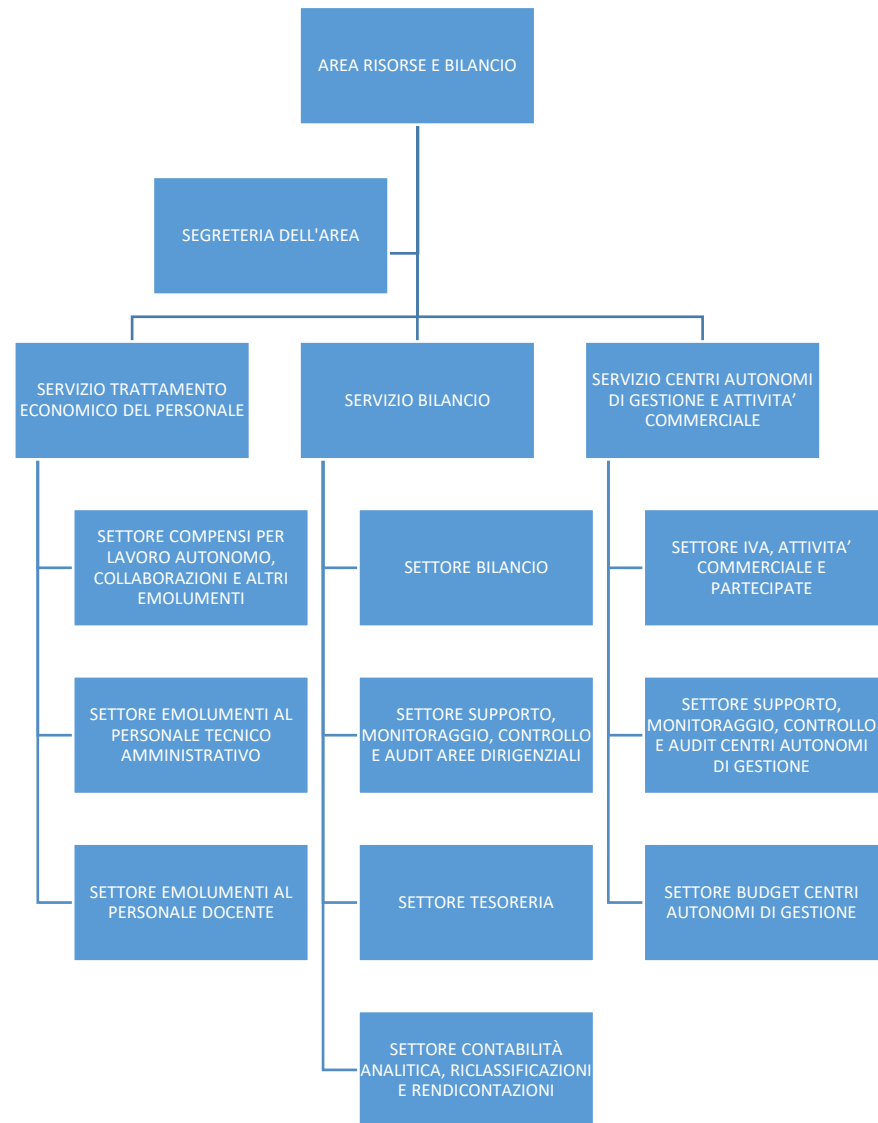 AREA RISORSE E BILANCIO
SEGRETERIA DELL'AREA
SERVIZIO TRATTAMENTO
ECONOMICO DEL PERSONALE
SERVIZIO BILANCIO
SERVIZIO CENTRI AUTONOMI
DI GESTIONE E ATTIVITA’
COMMERCIALE
SETTORE COMPENSI PER
LAVORO AUTONOMO,
COLLABORAZIONI E ALTRI
EMOLUMENTI
SETTORE BILANCIO
SETTORE IVA, ATTIVITA’
COMMERCIALE E
PARTECIPATE
SETTORE EMOLUMENTI AL
PERSONALE TECNICO
AMMINISTRATIVO
SETTORE SUPPORTO,
MONITORAGGIO, CONTROLLO
E AUDIT AREE DIRIGENZIALI
SETTORE SUPPORTO,
MONITORAGGIO, CONTROLLO
E AUDIT CENTRI AUTONOMI
DI GESTIONE
SETTORE EMOLUMENTI AL
PERSONALE DOCENTE
SETTORE TESORERIA
SETTORE BUDGET CENTRI
AUTONOMI DI GESTIONE
SETTORE CONTABILITÀ
ANALITICA, RICLASSIFICAZIONI
E RENDICONTAZIONI